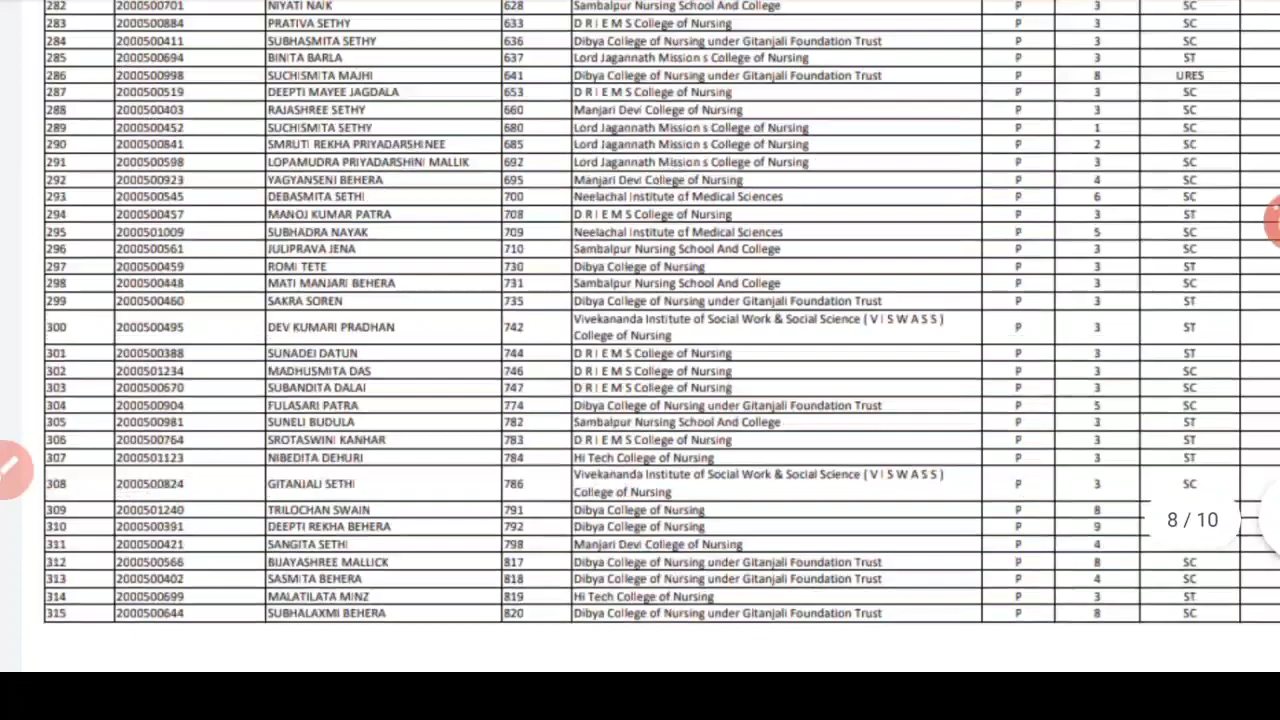 282 2000500701 NIYATI NAIK 628 Sambalpur Nursing School And College P 3 SC
283 2000500884 PRATIVA SETHY 633 D R I E M S College of Nursing P 3 SC
284 2000500411 SUBHASMITA SETHY 636 Dibya College of Nursing under Gitanjali Foundation Trust P 3 SC
285 2000500694 BINITA BARLA 637 Lord Jagannath Mission s College of Nursing P 3 ST
286 2000500998 SUCHISMITA MAJHI 641 Dibya College of Nursing under Gitanjali Foundation Trust P 8 URES
287 2000500519 DEEPTI MAYEE JAGDALA 653 D R I E M S College of Nursing P 3 SC
288 2000500403 RAJASHREE SETHY 660 Manjari Devi College of Nursing P 3 SC
289 2000500452 SUCHISMITA SETHY 680 Lord Jagannath Mission s College of Nursing P 1 SC
290 2000500841 SMRUTI REKHA PRIYADARSHINEE 685 Lord Jagannath Mission s College of Nursing P 2 SC
291 2000500598 LOPAMUDRA PRIYADARSHINI MALLIK 692 Lord Jagannath Mission s College of Nursing P 3 SC
292 2000500923 YAGYANSENI BEHERA 695 Manjari Devi College of Nursing P 4 SC
293 2000500545 DEBASMITA SETHI 700 Neelachal Institute of Medical Sciences P 6 SC
294 2000500457 MANOJ KUMAR PATRA 708 D R I E M S College of Nursing P 3 ST
295 2000501009 SUBHADRA NAYAK 709 Neelachal Institute of Medical Sciences P 5 SC
296 2000500561 JULIPRAVA JENA 710 Sambalpur Nursing School And College P 3 SC
297 2000500459 ROMI TETE 730 Dibya College of Nursing P 3 ST
298 2000500448 MATI MANJARI BEHERA 731 Sambalpur Nursing School And College P 3 SC
299 2000500460 SAKRA SOREN 735 Dibya College of Nursing under Gitanjali Foundation Trust P 3 ST
300 2000500495 DEV KUMARI PRADHAN 742 Vivekananda Institute of Social Work & Social Science ( V I S W A S S ) P 3 ST
College of Nursing
301 2000500388 SUNADEI DATUN 744 D R I E M S College of Nursing P 3 ST
302 2000501234 MADHUSMITA DAS 746 D R I E M S College of Nursing P 3 SC
303 2000500670 SUBANDITA DALAI 747 D R I E M S College of Nursing P 3 SC
304 2000500904 FULASARI PATRA 774 Dibya College of Nursing under Gitanjali Foundation Trust P 5 SC
305 2000500981 SUNELI BUDULA 782 Sambalpur Nursing School And College P 3 ST
306 2000500764 SROTASWINI KANHAR 783 D R I E M S College of Nursing P 3 ST
307 2000501123 NIBEDITA DEHURI 784 Hi Tech College of Nursing P 3 ST
308 2000500824 GITANJALI SETHI 786 Vivekananda Institute of Social Work & Social Science ( V I S W A S S ) P 3 SC
College of Nursing
309 2000501240 TRILOCHAN SWAIN 791 Dibya College of Nursing P 8
8 / 10
310 2000500391 DEEPTI REKHA BEHERA 792 Dibya College of Nursing P 9
311 2000500421 SANGITA SETHI 798 Manjari Devi College of Nursing P 4
312 2000500566 BIJAYASHREE MALLICK 817 Dibya College of Nursing under Gitanjali Foundation Trust P 8 SC
313 2000500402 SASMITA BEHERA 818 Dibya College of Nursing under Gitanjali Foundation Trust P 4 SC
314 2000500699 MALATILATA MINZ 819 Hi Tech College of Nursing P 3 ST
315 2000500644 SUBHALAXMI BEHERA 820 Dibya College of Nursing under Gitanjali Foundation Trust P 8 SC